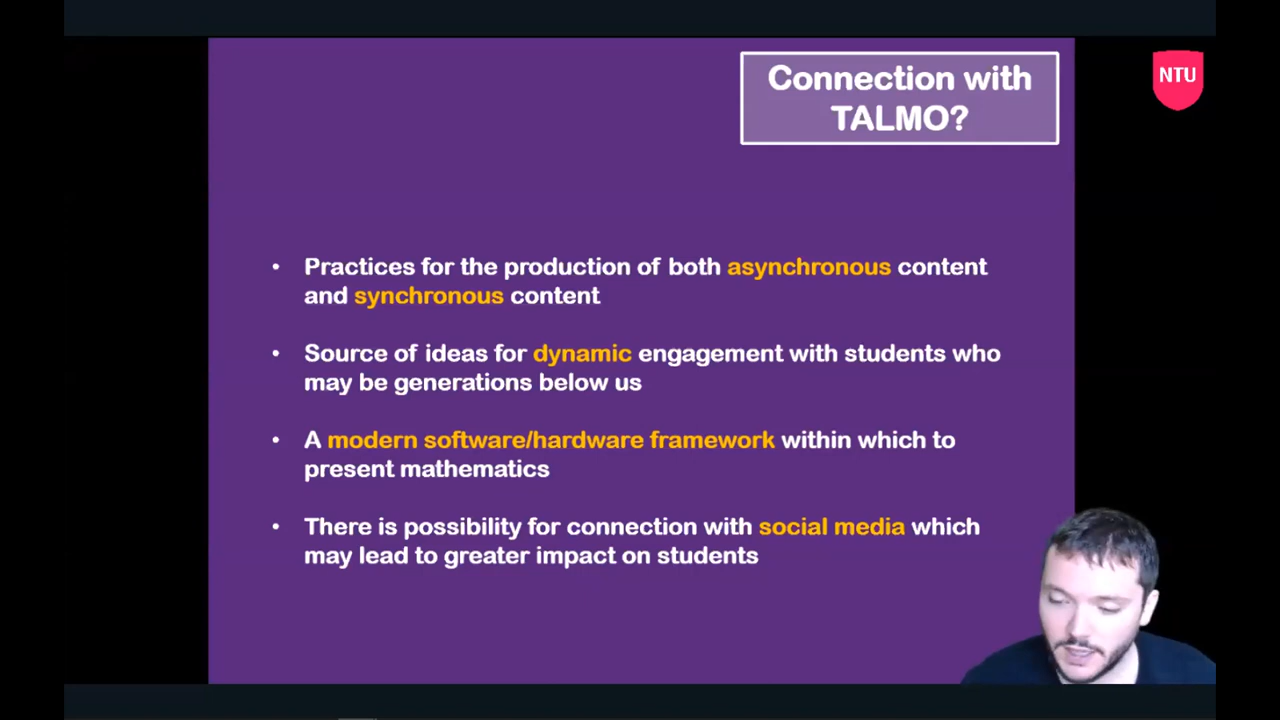 Connection with
TALMO?
NTU
• Practices for the production of both asynchronous content
and synchronous content
• Source of ideas for dynamic engagement with students who
may be generations below us
• A modern software/hardware framework within which to
present mathematics
• There is possibility for connection with social media which
may lead to greater impact on students